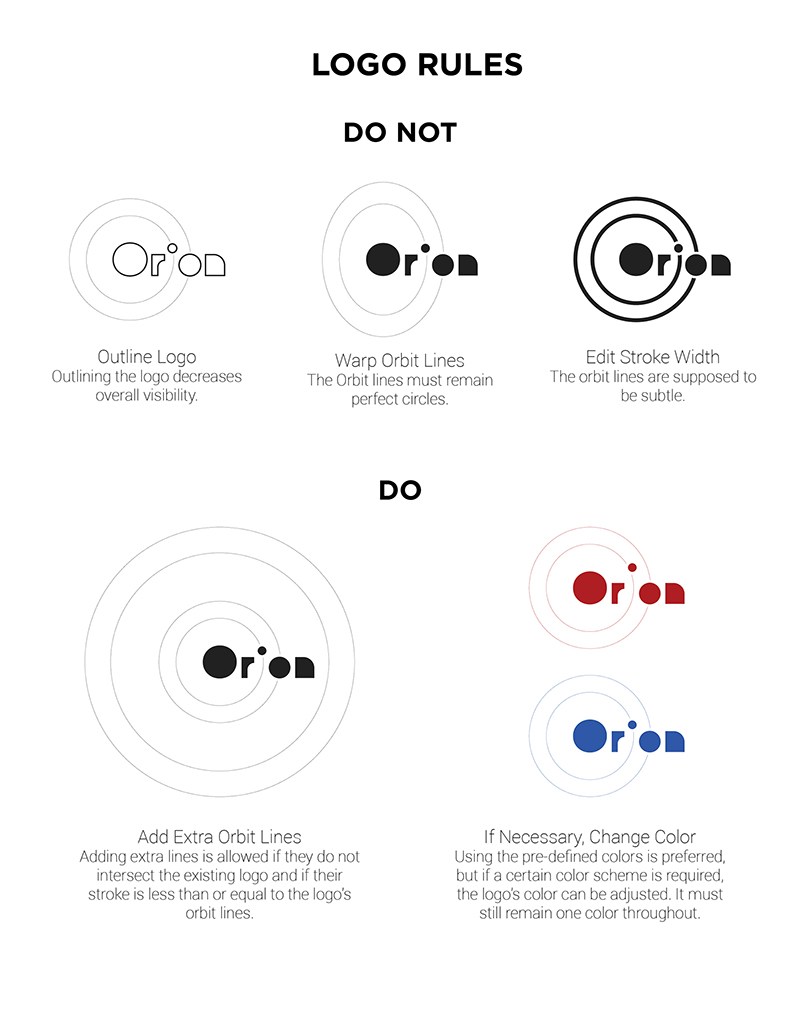 LOGO RULES
DO NOT
Orion
Orion
Orion
Outline Logo
Outlining the logo decreases
overall visibility.
Warp Orbit Lines
The Orbit lines must remain
perfect circles.
Edit Stroke Width
The orbit lines are supposed to
be subtle.
DO
Orion
Orion
Orion
Add Extra Orbit Lines
Adding extra lines is allowed if they do not
intersect the existing logo and if their
stroke is less than or equal to the logo's
orbit lines.
If Necessary, Change Color
Using the pre-defined colors is preferred,
but if a certain color scheme is required,
the logo's color can be adjusted. It must
still remain one color throughout.